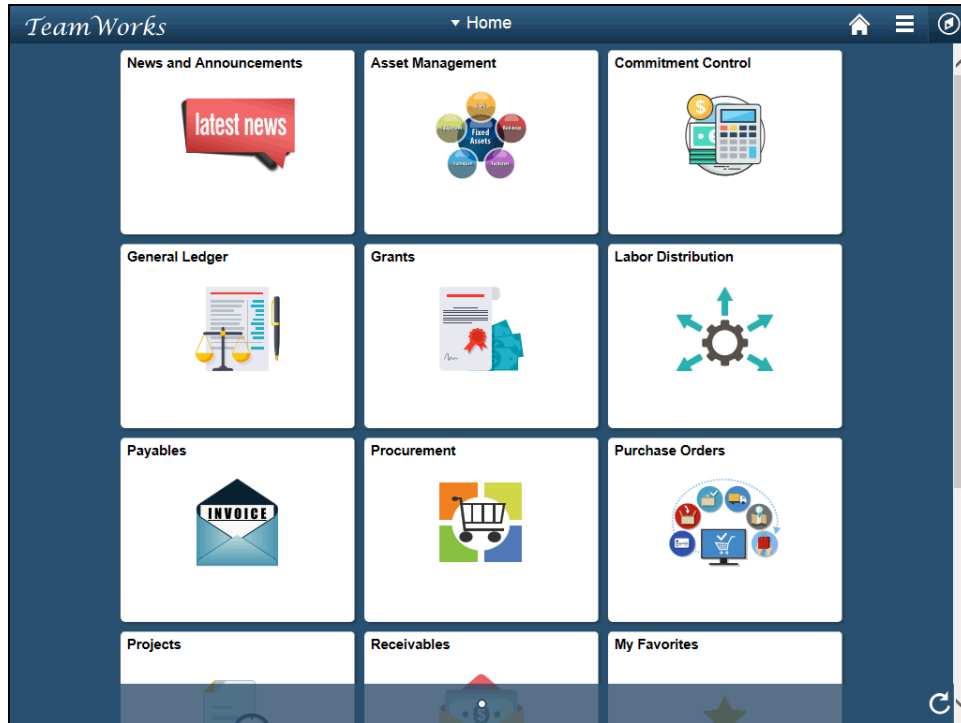 TeamWorks
Home
News and Announcements
Asset Management
Commitment Control
latest news
Fixed
Assets
Buildings
General Ledger
Grants
Labor Distribution
Payables
Procurement
Purchase Orders
INVOICE
Projects
Receivables
My Favorites